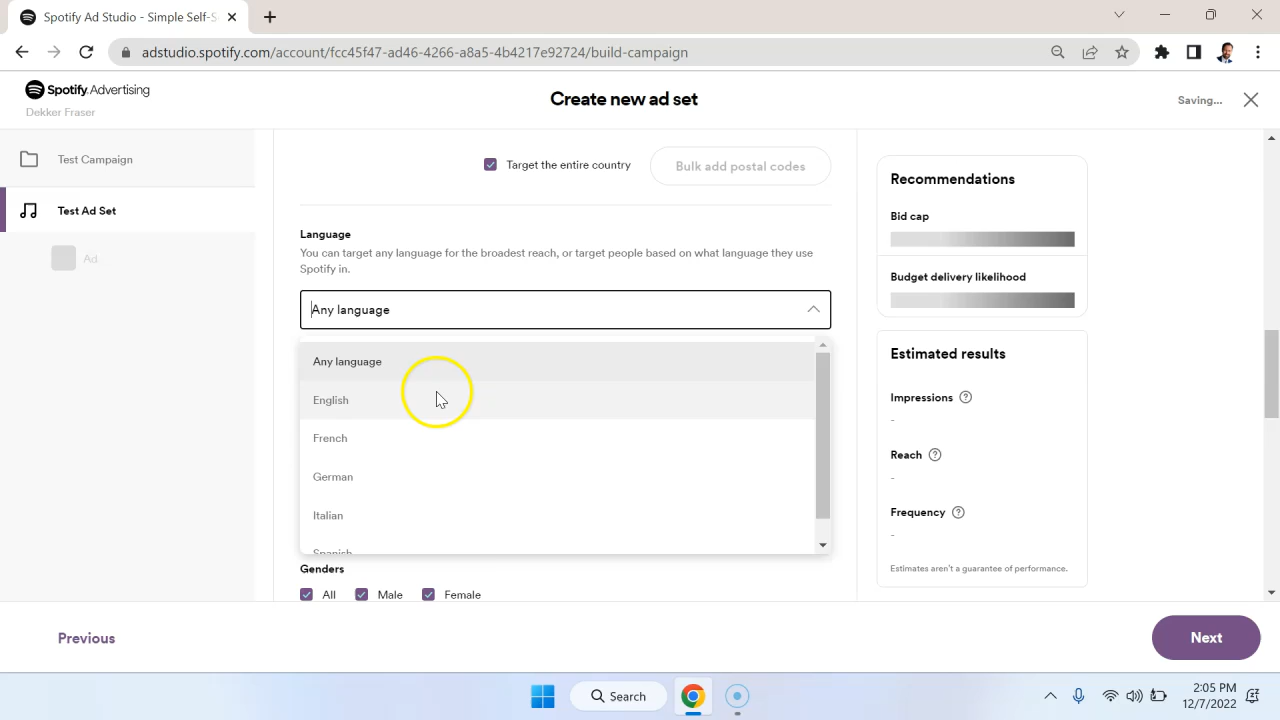 Spotify Ad Studio - Simple Self-S
adstudio.spotify.com/account/fcc45f47-ad46-4266-a8a5-4b4217e92724/build-campaign
Spotify Advertising
Dekker Fraser
Create new ad set
Saving...
Test Campaign
Test Ad Set
Ad
Target the entire country
Bulk add postal codes
Language
You can target any language for the broadest reach, or target people based on what language they use
Spotify in.
Any language
Any language
English
French
German
Italian
Spanish
Genders
All
Male
Female
Recommendations
Bid cap
Budget delivery likelihood
Estimated results
Impressions ?
-
Reach ?
-
Frequency ?
-
Estimates aren't a guarantee of performance.
Previous
Next
Search
2:05 PM
12/7/2022